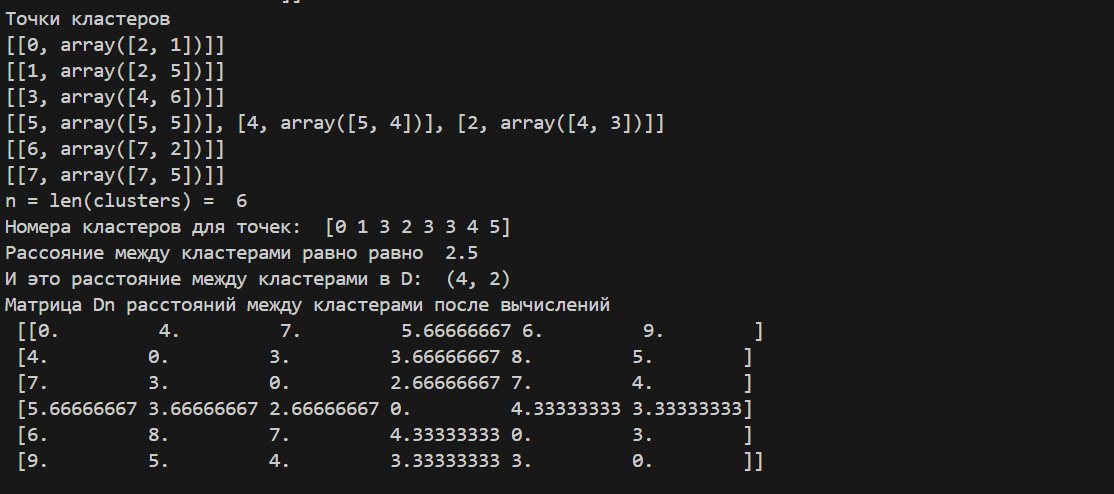 ]]
Точки кластеров
[[0, array([2, 1])]]
[[1, array([2, 5])]]
[[3, array([4, 6])]]
[[5, array([5, 5])], [4, array([5, 4])], [2, array([4, 3])]]
[[6, array([7, 2])]]
[[7, array([7, 5])]]
n = len(clusters) =  6
Номера кластеров для точек:  [0 1 3 2 3 3 4 5]
Рассояние между кластерами равно равно  2.5
И это расстояние между кластерами в D:  (4, 2)
Матрица Dn расстояний между кластерами после вычислений
 [[0.         4.         7.         5.66666667 6.         9.        ]
 [4.         0.         3.         3.66666667 8.         5.        ]
 [7.         3.         0.         2.66666667 7.         4.        ]
 [5.66666667 3.66666667 2.66666667 0.         4.33333333 3.33333333]
 [6.         8.         7.         4.33333333 0.         3.        ]
 [9.         5.         4.         3.33333333 3.         0.        ]]